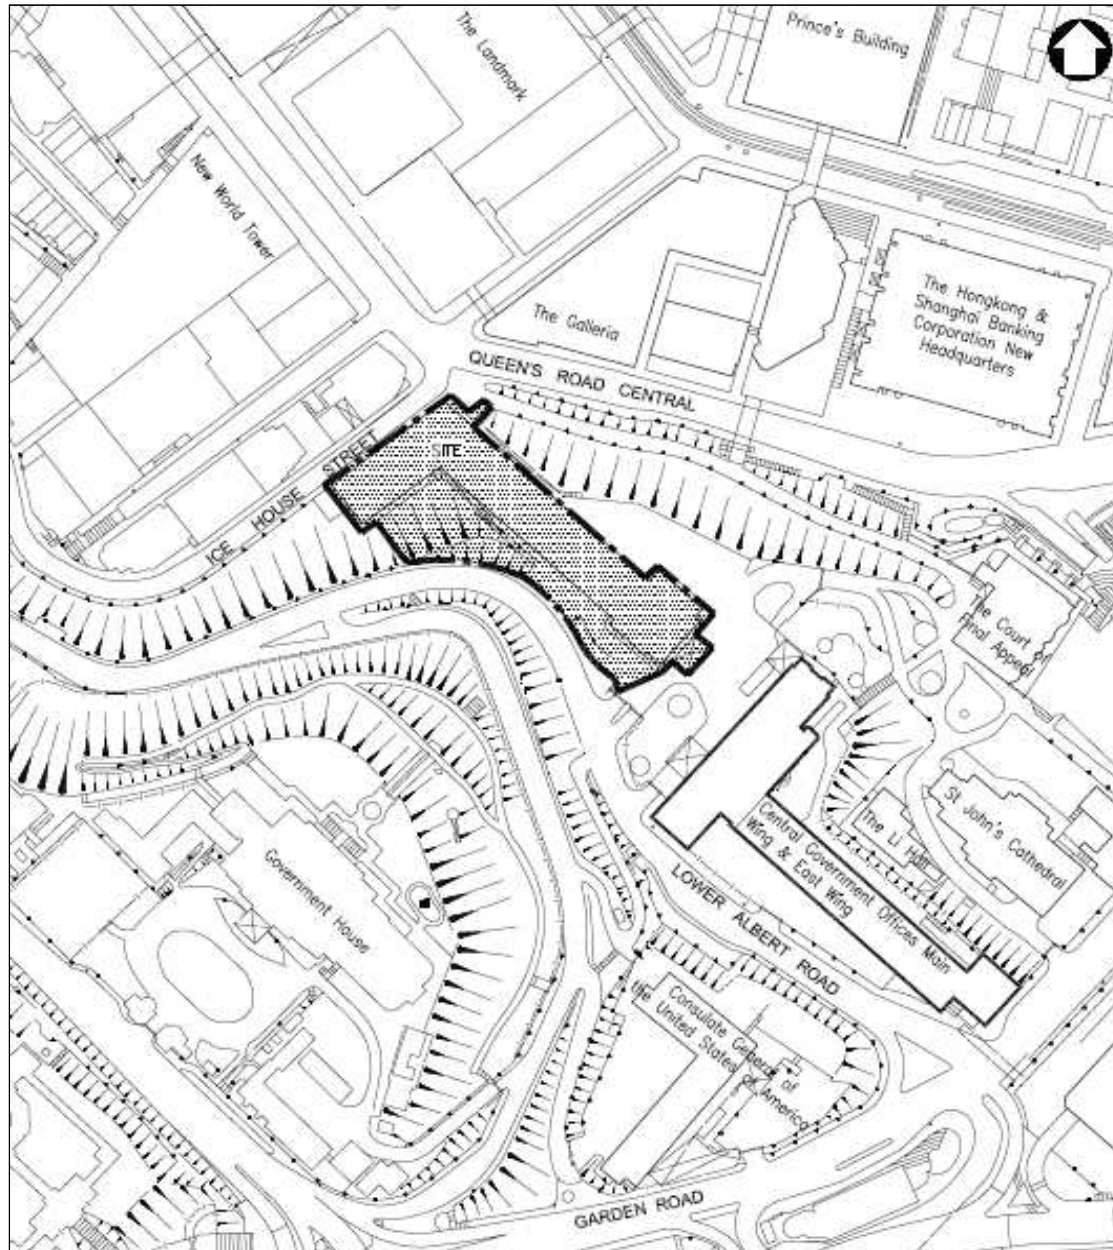 Prince's Building
The Landmark
New World Tower
The Hongkong &
Shanghai Banking
Corporation New
Headquarters
The Galleria
QUEEN'S ROAD CENTRAL
SITE
ICE HOUSE STREET
The Court of
Final Appeal
St John's Cathedral
The Li Hall
Central Government Offices Main
Wing & East Wing
Government House
LOWER ALBERT ROAD
Consulate General of
the United States of America
GARDEN ROAD